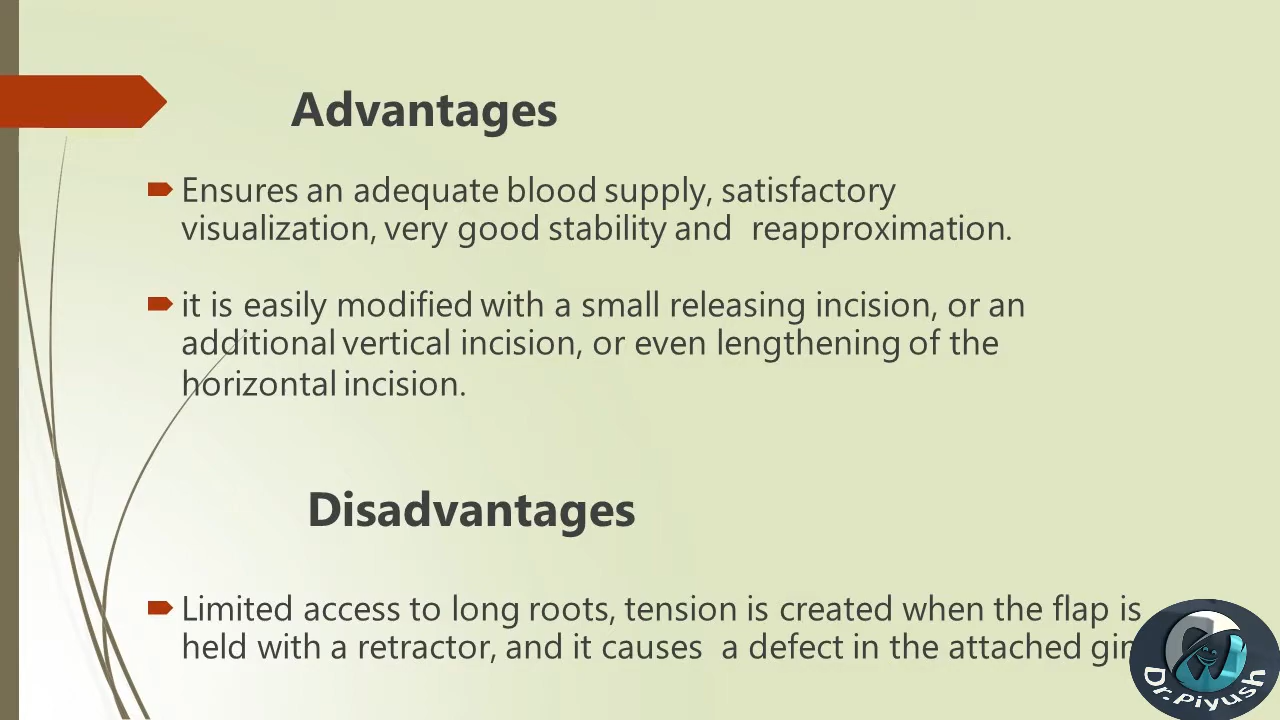 Advantages
Ensures an adequate blood supply, satisfactory
visualization, very good stability and reapproximation.
it is easily modified with a small releasing incision, or an
additional vertical incision, or even lengthening of the
horizontal incision.
Disadvantages
Limited access to long roots, tension is created when the flap is
held with a retractor, and it causes a defect in the attached
Dr.Piyush